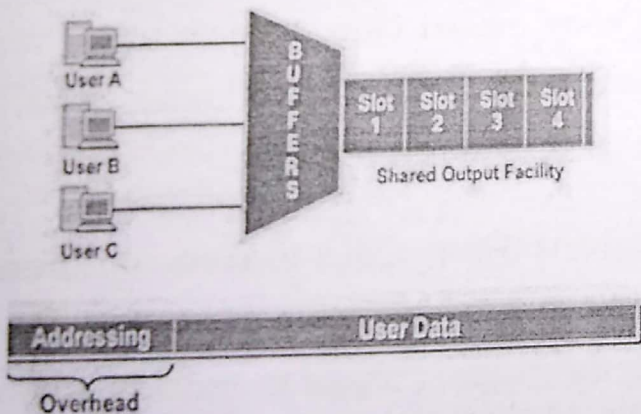 User A
User B
User C
BUFFERS
Slot 1
Slot 2
Slot 3
Slot 4
Shared Output Facility
Addressing
User Data
Overhead